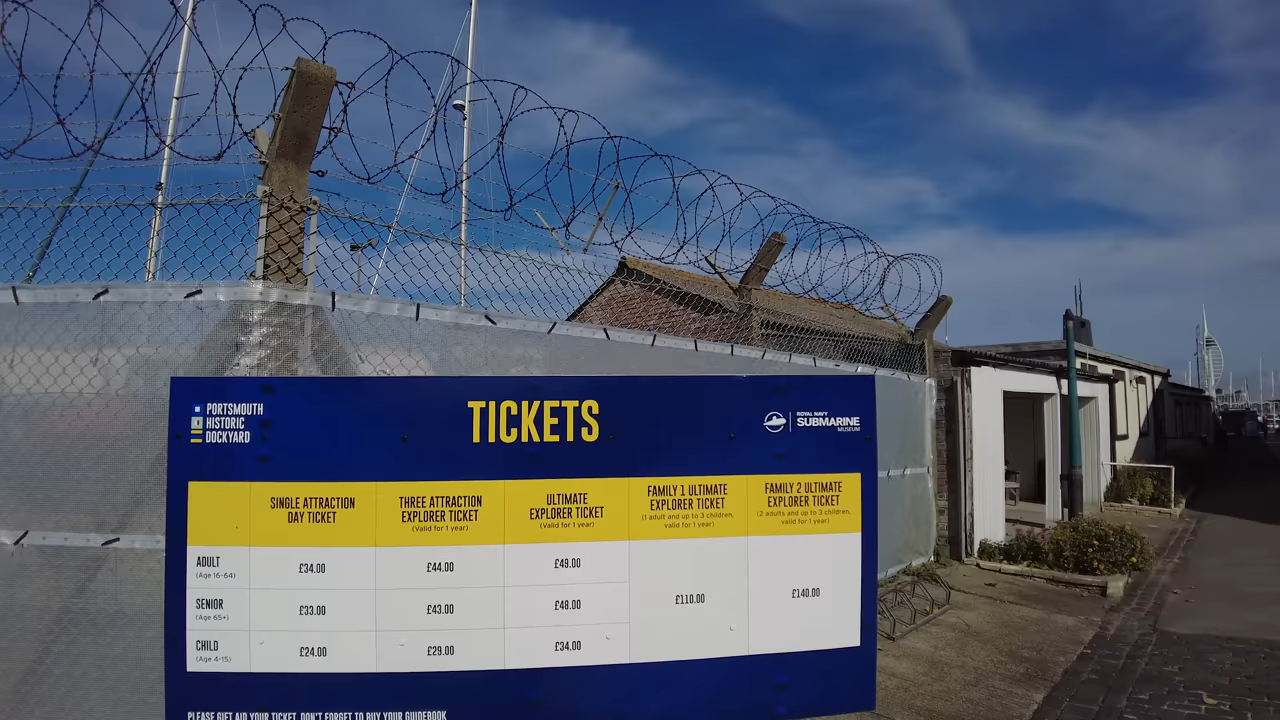 PORTSMOUTH
HISTORIC
DOCKYARD
TICKETS
ROYAL NAVY
SUBMARINE
MUSEUM
SINGLE ATTRACTION
DAY TICKET
THREE ATTRACTION
EXPLORER TICKET
(Valid for 1 year)
ULTIMATE
EXPLORER TICKET
(Valid for 1 year)
FAMILY 1 ULTIMATE
EXPLORER TICKET
(1 adult and up to 3 children,
valid for 1 year)
FAMILY 2 ULTIMATE
EXPLORER TICKET
(2 adults and up to 3 children,
valid for 1 year)
ADULT
(Age 16-64)
£34.00
£44.00
£49.00
SENIOR
(Age 65+)
£33.00
£43.00
£48.00
£110.00
£140.00
CHILD
(Age 4-15)
£24.00
£29.00
£34.00
PLEASE GIFT AID YOUR TICKET. DON'T FORGET TO BUY YOUR GUIDEBOOK